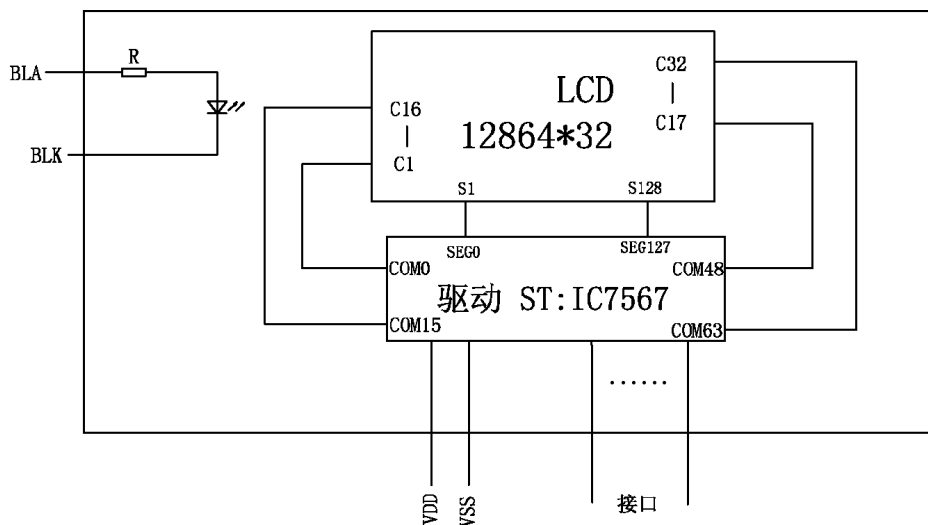 R
BLA
BLK
C32
LCD
C16
C17
12864*32
C1
S1
S128
SEG0
SEG127
COM0
COM48
驱动 ST:IC7567
COM15
COM63
......
VDD
VSS
接口